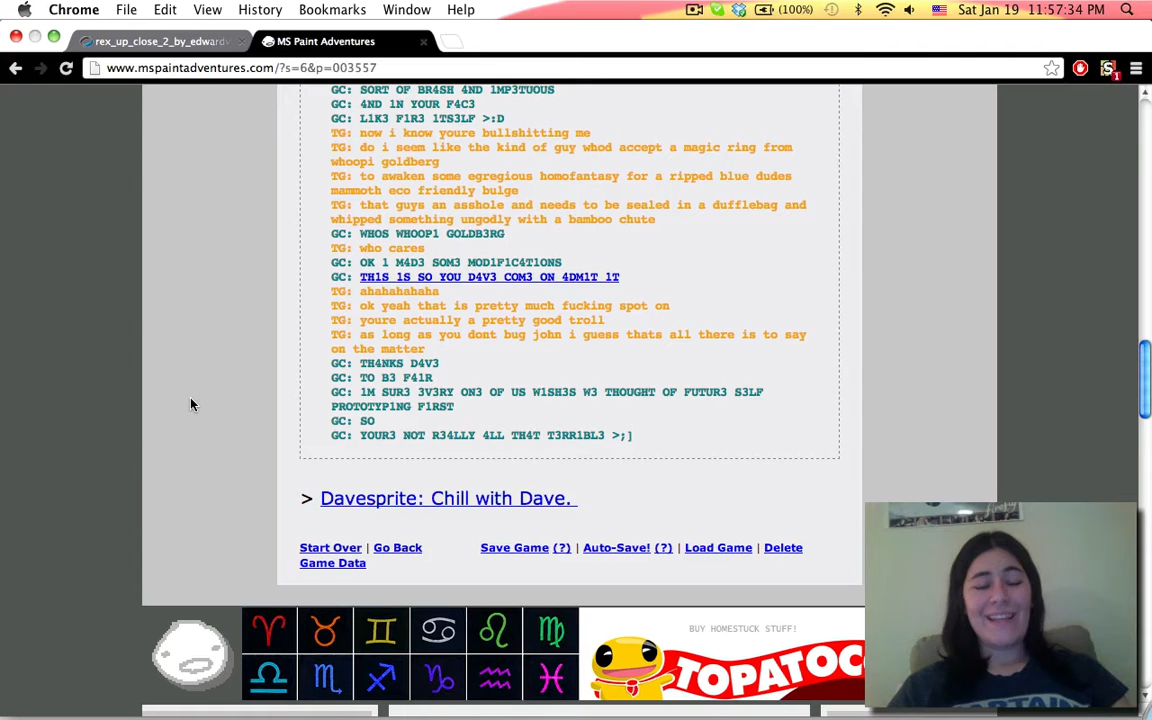 Chrome File Edit View History Bookmarks Window Help (100%) Sat Jan 19 11:57:34 PM
rex_up_close_2_by_edwardv MS Paint Adventures
www.mspaintadventures.com/?s=6&p=003557
GC: SORT OF BR4SH 4ND 1MP3TUOUS
GC: 4ND 1N YOUR F4C3
GC: L1K3 F1R3 1TS3LF >:D
TG: now i know youre bullshitting me
TG: do i seem like the kind of guy whod accept a magic ring from
whoopi goldberg
TG: to awaken some egregious homofantasy for a ripped blue dudes
mammoth eco friendly bulge
TG: that guys an asshole and needs to be sealed in a dufflebag and
whipped something ungodly with a bamboo chute
GC: WHOS WHOOP1 GOLDB3RG
TG: who cares
GC: OK 1 M4D3 SOM3 MOD1F1C4T1ONS
GC: TH1S 1S SO YOU D4V3 COM3 ON 4DM1T 1T
TG: ahahahahaha
TG: ok yeah that is pretty much fucking spot on
TG: youre actually a pretty good troll
TG: as long as you dont bug john i guess thats all there is to say
on the matter
GC: TH4NKS D4V3
GC: TO B3 F41R
GC: 1M SUR3 3V3RY ON3 OF US W1SH3S W3 THOUGHT OF FUTUR3 S3LF
PROTOTYP1NG F1RST
GC: SO
GC: YOUR3 NOT R34LLY 4LL TH4T T3RR1BL3 >;]
> Davesprite: Chill with Dave.
Start Over | Go Back Save Game (?) | Auto-Save! (?) | Load Game | Delete
Game Data
BUY HOMESTUCK STUFF!
TOPATOC